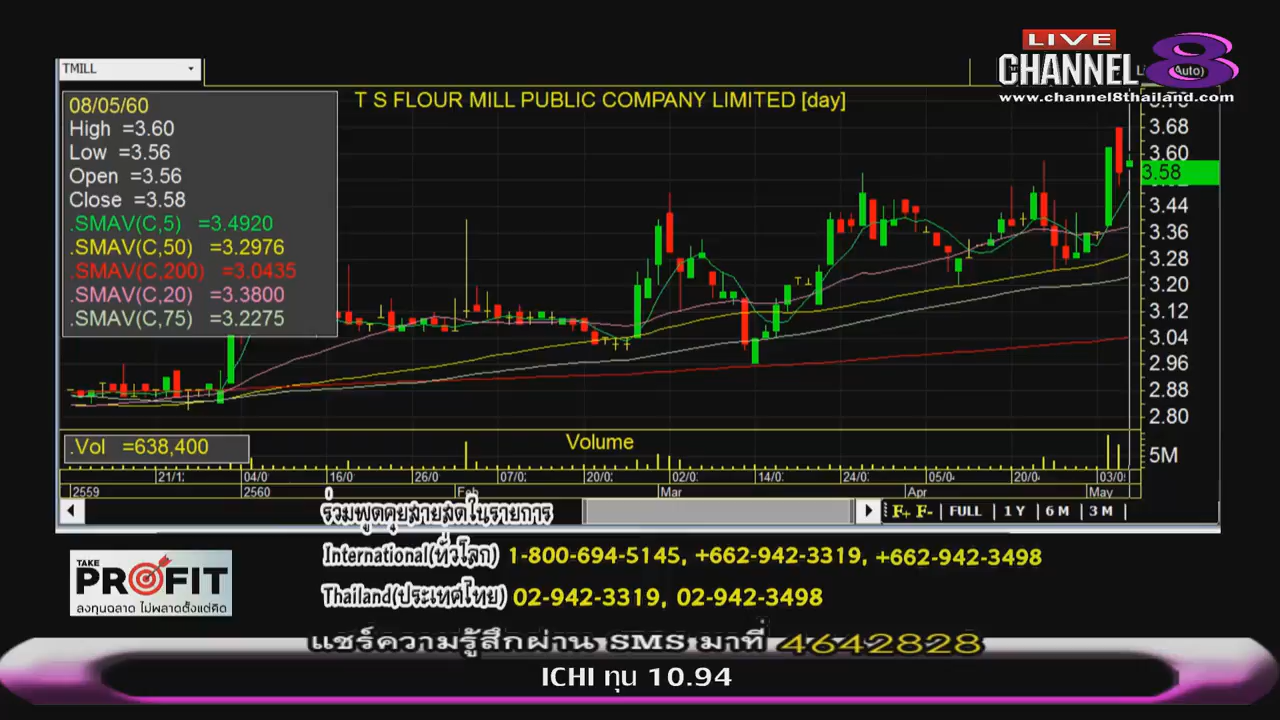 LIVE
CHANNEL 8
www.channel8thailand.com
TMILL
(Auto)
T S FLOUR MILL PUBLIC COMPANY LIMITED [day]
08/05/60
High =3.60
Low =3.56
Open =3.56
Close =3.58
.SMAV(C,5) =3.4920
.SMAV(C,50) =3.2976
.SMAV(C,200) =3.0435
.SMAV(C,20) =3.3800
.SMAV(C,75) =3.2275
3.68
3.60
3.58
3.44
3.36
3.28
3.20
3.12
3.04
2.96
2.88
2.80
.Vol =638,400
Volume
5M
21/1: 04/0 16/0 26/0 07/0: 20/0: 02/0: 14/0: 24/0: 05/0 20/0 03/0
2559 2560 Feb Mar Apr May
F+ F- FULL 1 Y 6 M 3 M
ร่วมพูดคุยสายสดในรายการ
International(ทั่วโลก) 1-800-694-5145, +662-942-3319, +662-942-3498
Thailand(ประเทศไทย) 02-942-3319, 02-942-3498
TAKE
PROFIT
ลงทุนฉลาด ไม่พลาดตั้งแต่คิด
แชร์ความรู้สึกผ่าน SMS มาที่ 4642828
ICHI ทุน 10.94